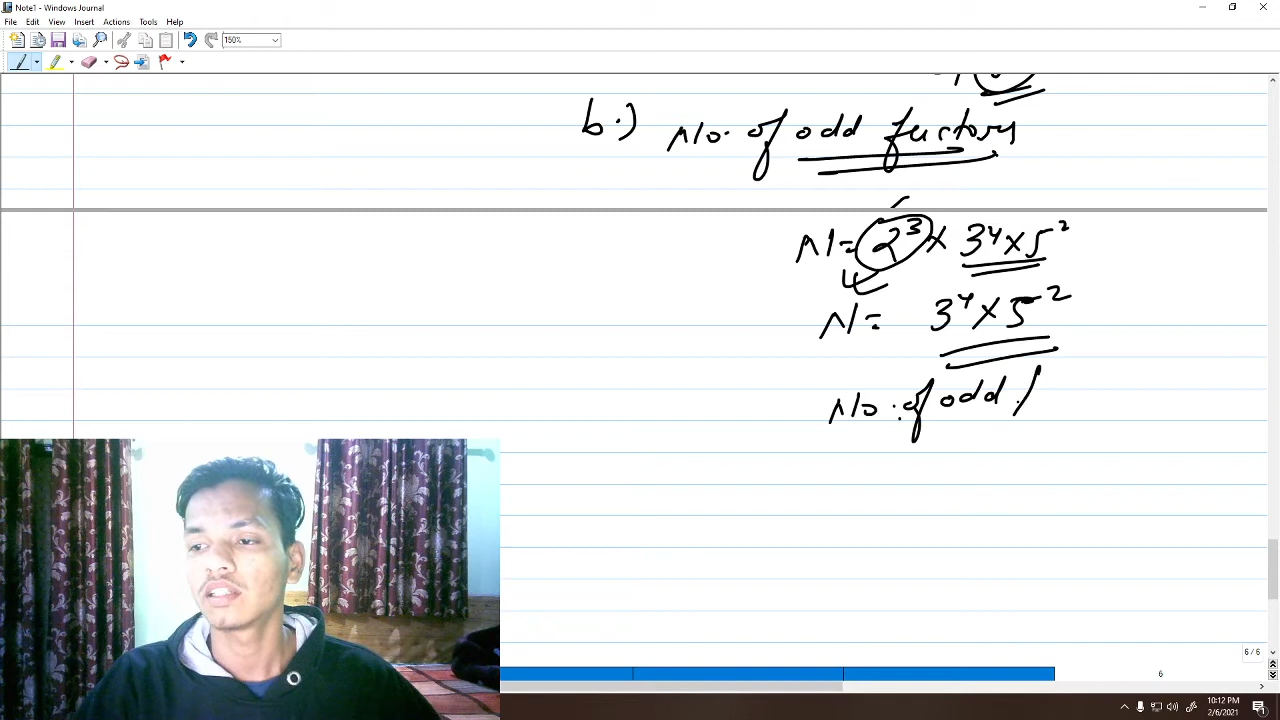 Note1 - Windows Journal
File Edit View Insert Actions Tools Help
150%
b.) No. of odd factors
N = 2³ × 3⁴ × 5²
N = 3⁴ × 5²
No. of odd f
6 / 6
6
10:12 PM
2/6/2021